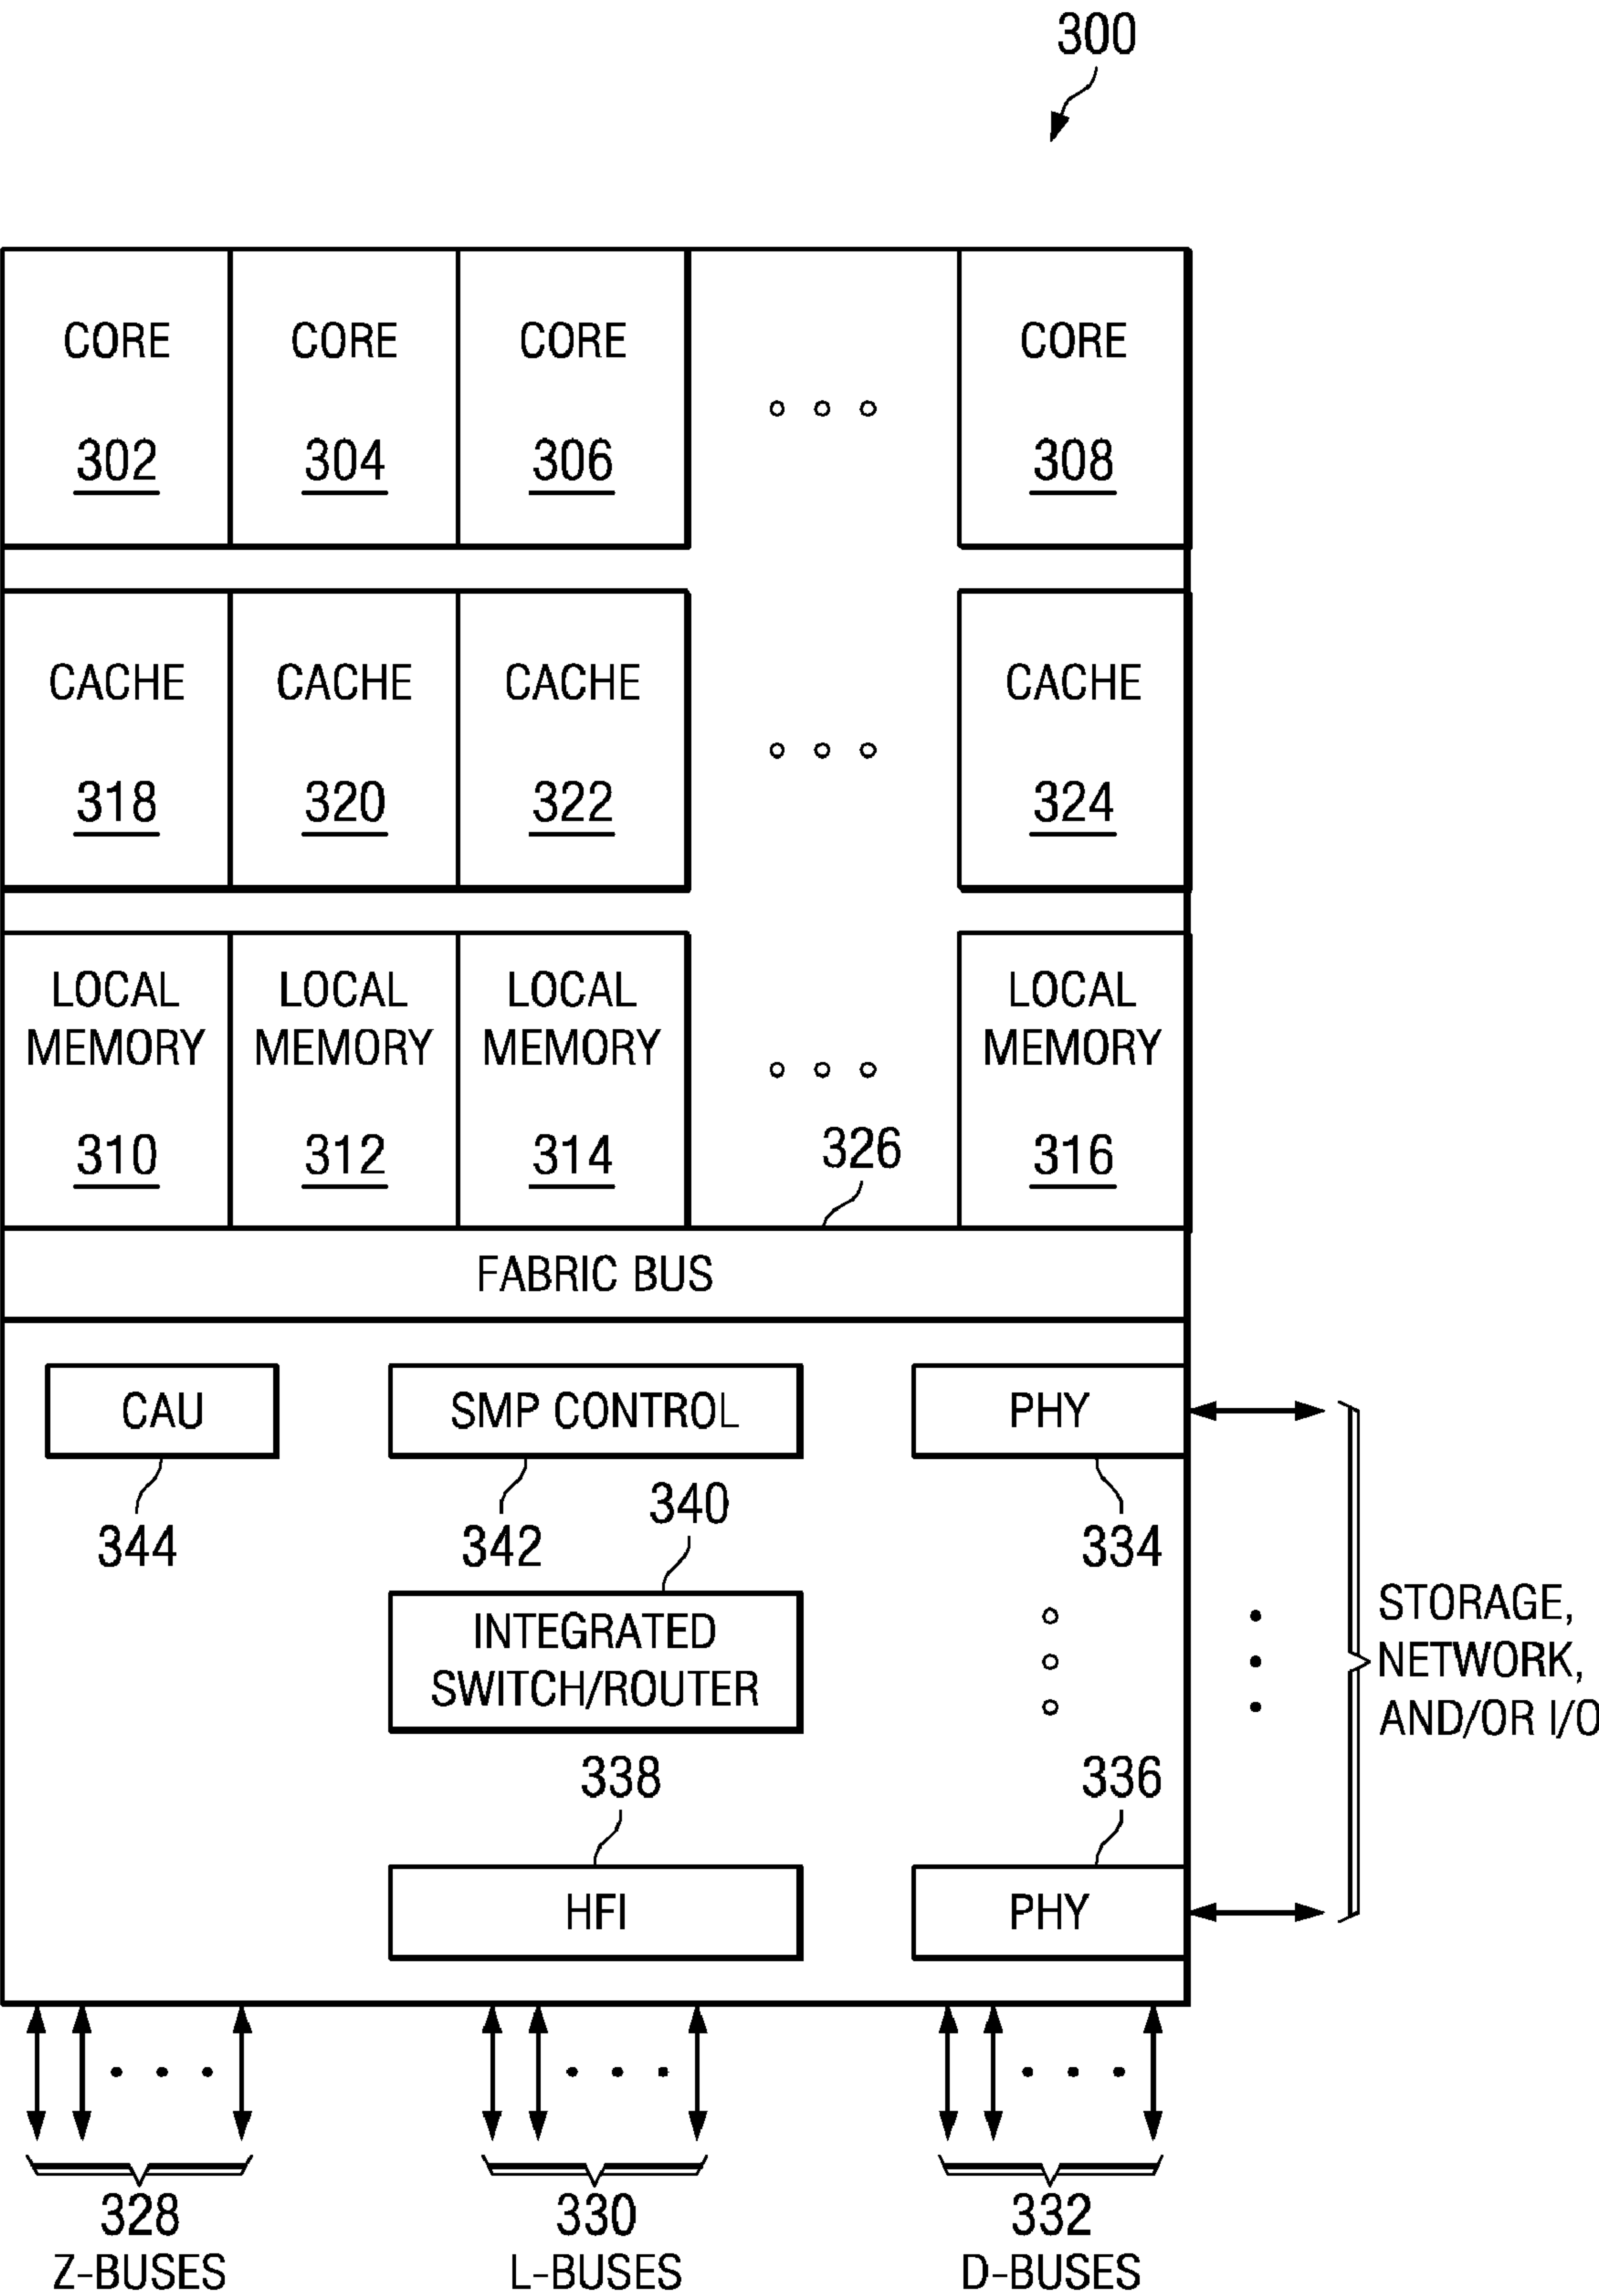 300
CORE CORE CORE CORE
302 304 306 308
CACHE CACHE CACHE CACHE
318 320 322 324
LOCAL LOCAL LOCAL LOCAL
MEMORY MEMORY MEMORY MEMORY
310 312 314 316
326
FABRIC BUS
CAU SMP CONTROL PHY
340
344 342 334
INTEGRATED
SWITCH/ROUTER
STORAGE,
NETWORK,
AND/OR I/O
338 336
HFI PHY
328 330 332
Z-BUSES L-BUSES D-BUSES